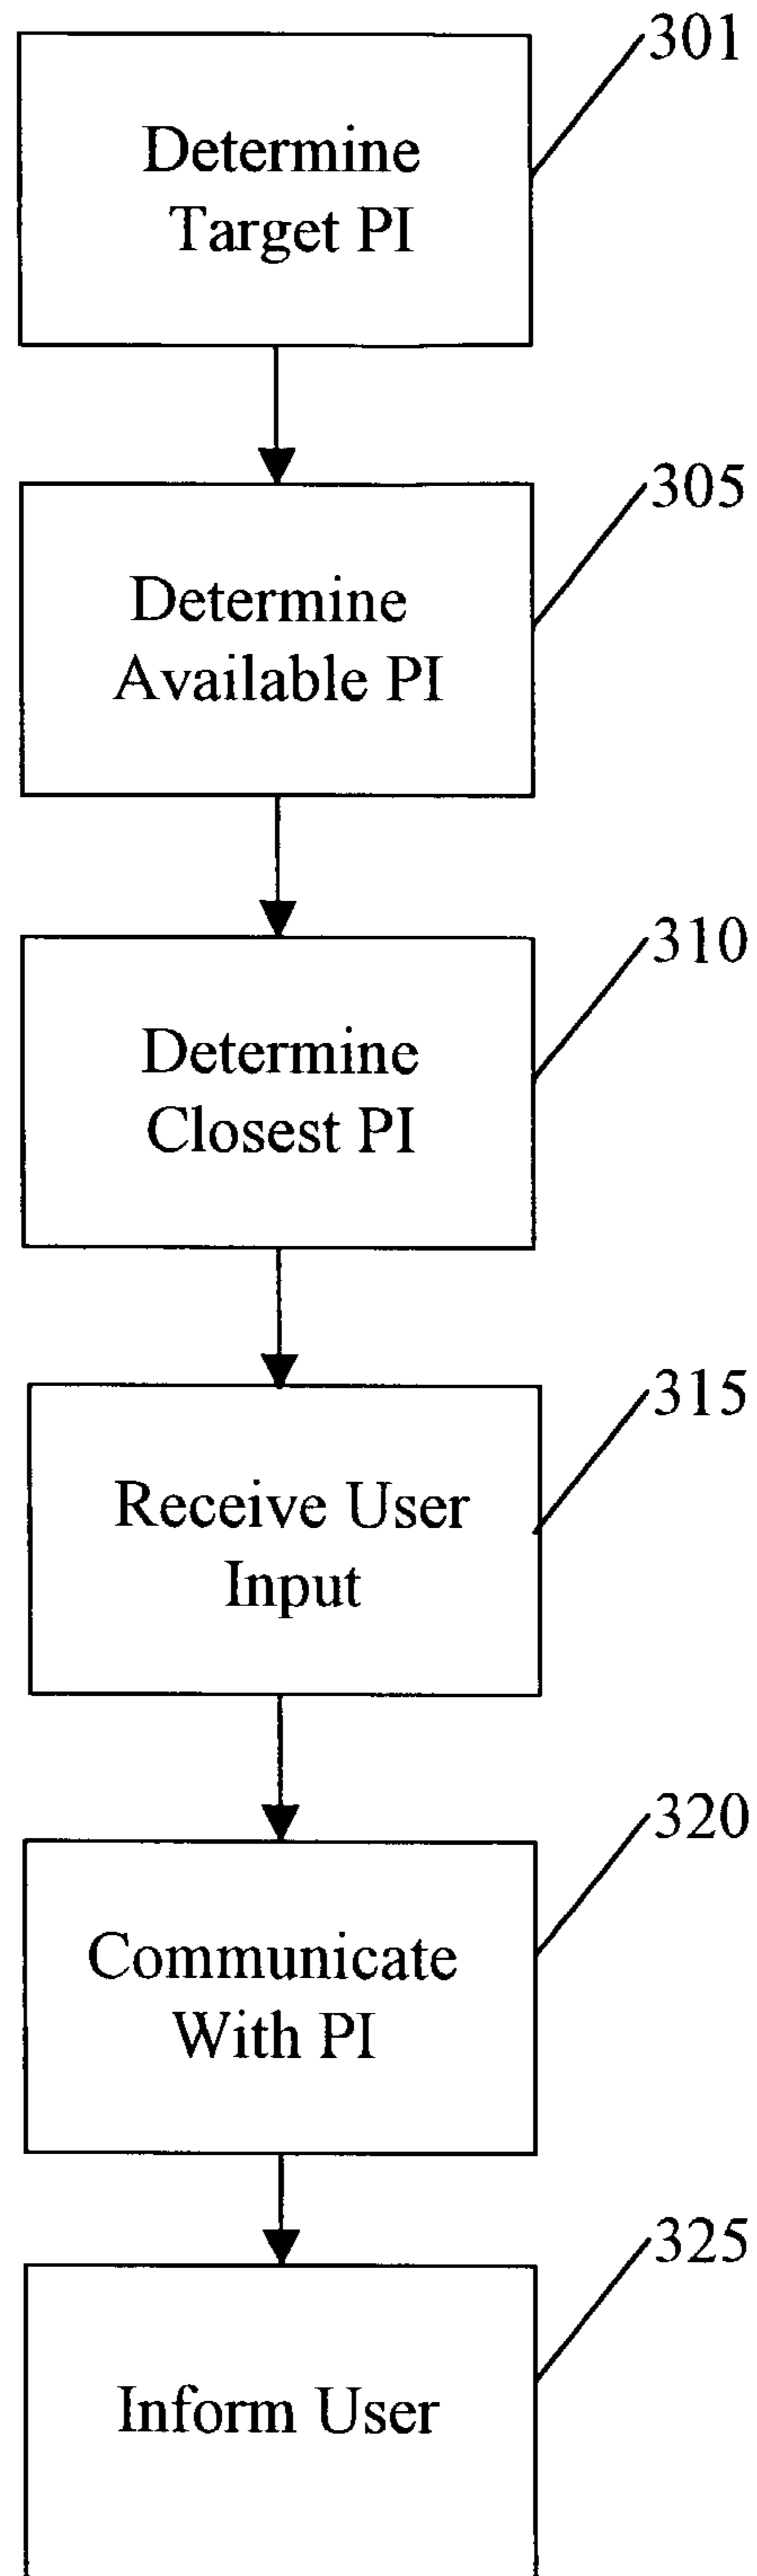 301
Determine
Target PI
305
Determine
Available PI
310
Determine
Closest PI
315
Receive User
Input
320
Communicate
With PI
325
Inform User